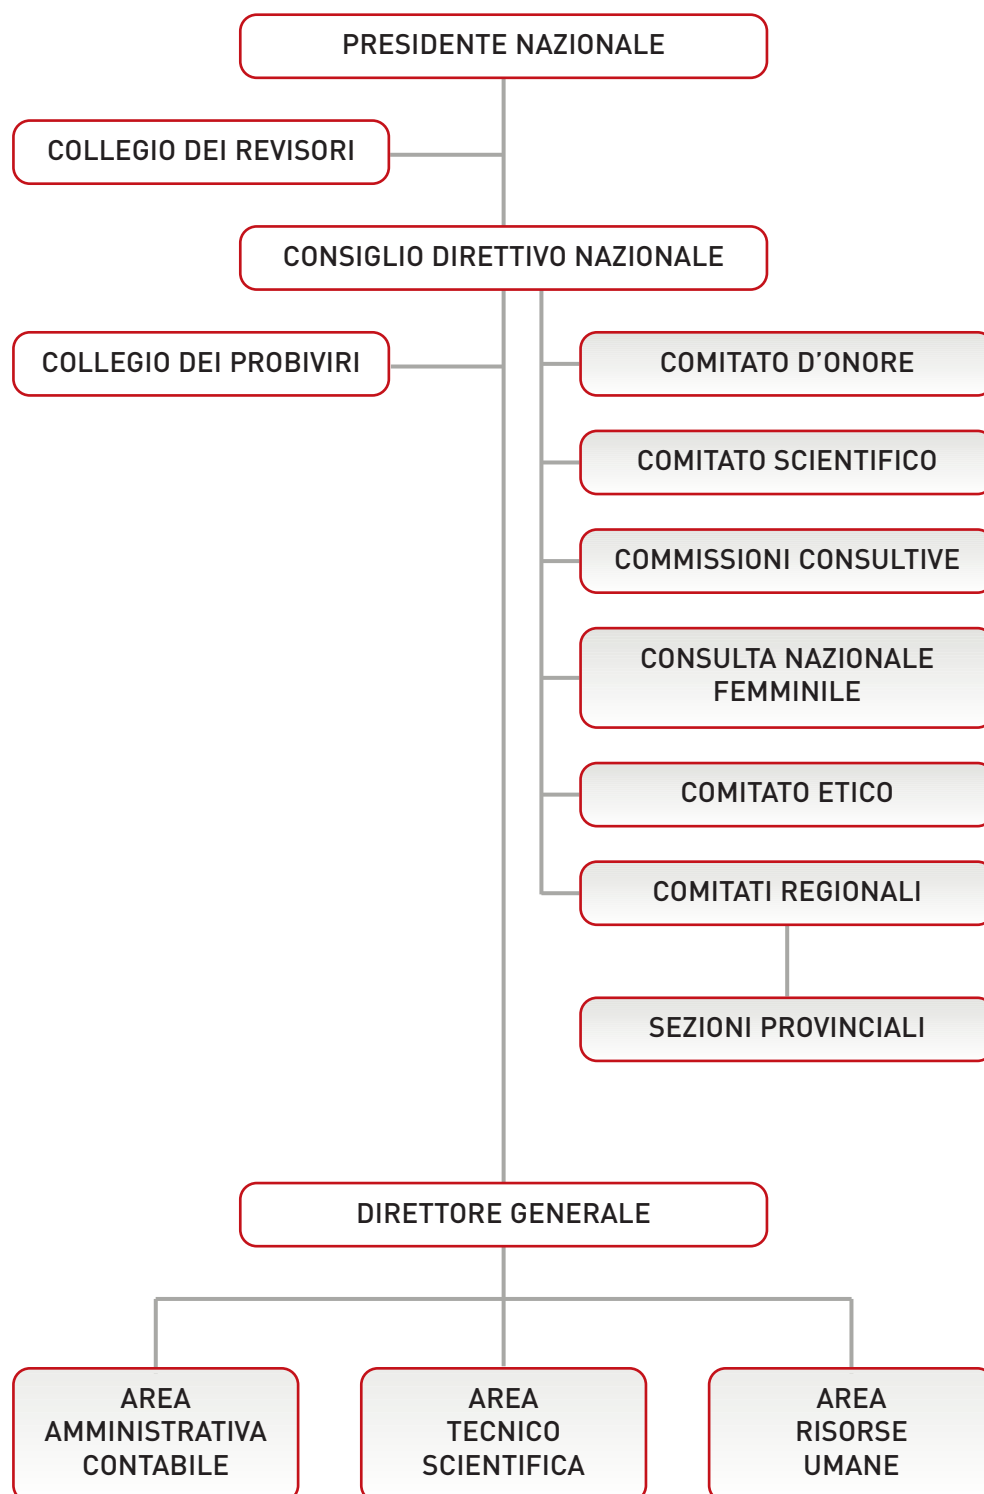 PRESIDENTE NAZIONALE
COLLEGIO DEI REVISORI
CONSIGLIO DIRETTIVO NAZIONALE
COLLEGIO DEI PROBIVIRI
COMITATO D’ONORE
COMITATO SCIENTIFICO
COMMISSIONI CONSULTIVE
CONSULTA NAZIONALE
FEMMINILE
COMITATO ETICO
COMITATI REGIONALI
SEZIONI PROVINCIALI
DIRETTORE GENERALE
AREA
AMMINISTRATIVA
CONTABILE
AREA
TECNICO
SCIENTIFICA
AREA
RISORSE
UMANE